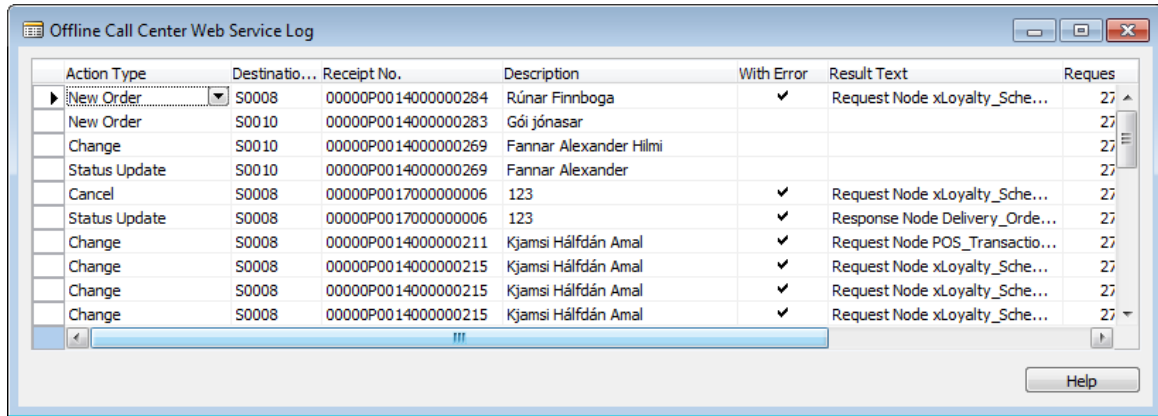 Offline Call Center Web Service Log
Action Type Destinatio... Receipt No. Description With Error Result Text Reques
New Order S0008 00000P0014000000284 Rúnar Finnboga ✔ Request Node xLoyalty_Sche... 27
New Order S0010 00000P0014000000283 Gói jónasar 27
Change S0010 00000P0014000000269 Fannar Alexander Hilmi 27
Status Update S0010 00000P0014000000269 Fannar Alexander 27
Cancel S0008 00000P0017000000006 123 ✔ Request Node xLoyalty_Sche... 27
Status Update S0008 00000P0017000000006 123 ✔ Response Node Delivery_Orde... 27
Change S0008 00000P0014000000211 Kjamsi Hálfdán Amal ✔ Request Node POS_Transactio... 27
Change S0008 00000P0014000000215 Kjamsi Hálfdán Amal ✔ Request Node xLoyalty_Sche... 27
Change S0008 00000P0014000000215 Kjamsi Hálfdán Amal ✔ Request Node xLoyalty_Sche... 27
Change S0008 00000P0014000000215 Kjamsi Hálfdán Amal ✔ Request Node xLoyalty_Sche... 27
Help